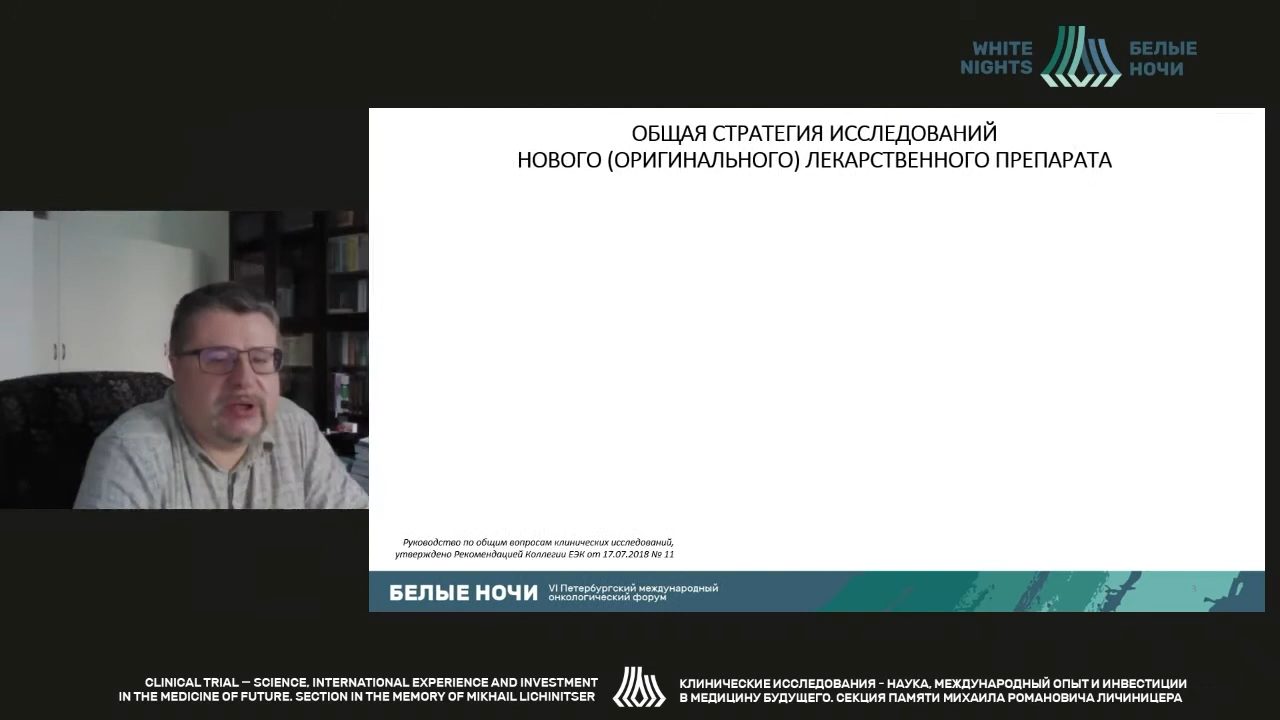 WHITE
NIGHTS
БЕЛЫЕ
НОЧИ
ОБЩАЯ СТРАТЕГИЯ ИССЛЕДОВАНИЙ
НОВОГО (ОРИГИНАЛЬНОГО) ЛЕКАРСТВЕННОГО ПРЕПАРАТА
Руководство по общим вопросам клинических исследований,
утверждено Рекомендацией Коллегии ЕЭК от 17.07.2018 № 11
БЕЛЫЕ НОЧИ
VI Петербургский международный
онкологический форум
3
CLINICAL TRIAL – SCIENCE, INTERNATIONAL EXPERIENCE AND INVESTMENT
IN THE MEDICINE OF FUTURE. SECTION IN THE MEMORY OF MIKHAIL LICHINITSER
КЛИНИЧЕСКИЕ ИССЛЕДОВАНИЯ - НАУКА, МЕЖДУНАРОДНЫЙ ОПЫТ И ИНВЕСТИЦИИ
В МЕДИЦИНУ БУДУЩЕГО. СЕКЦИЯ ПАМЯТИ МИХАИЛА РОМАНОВИЧА ЛИЧИНИЦЕРА